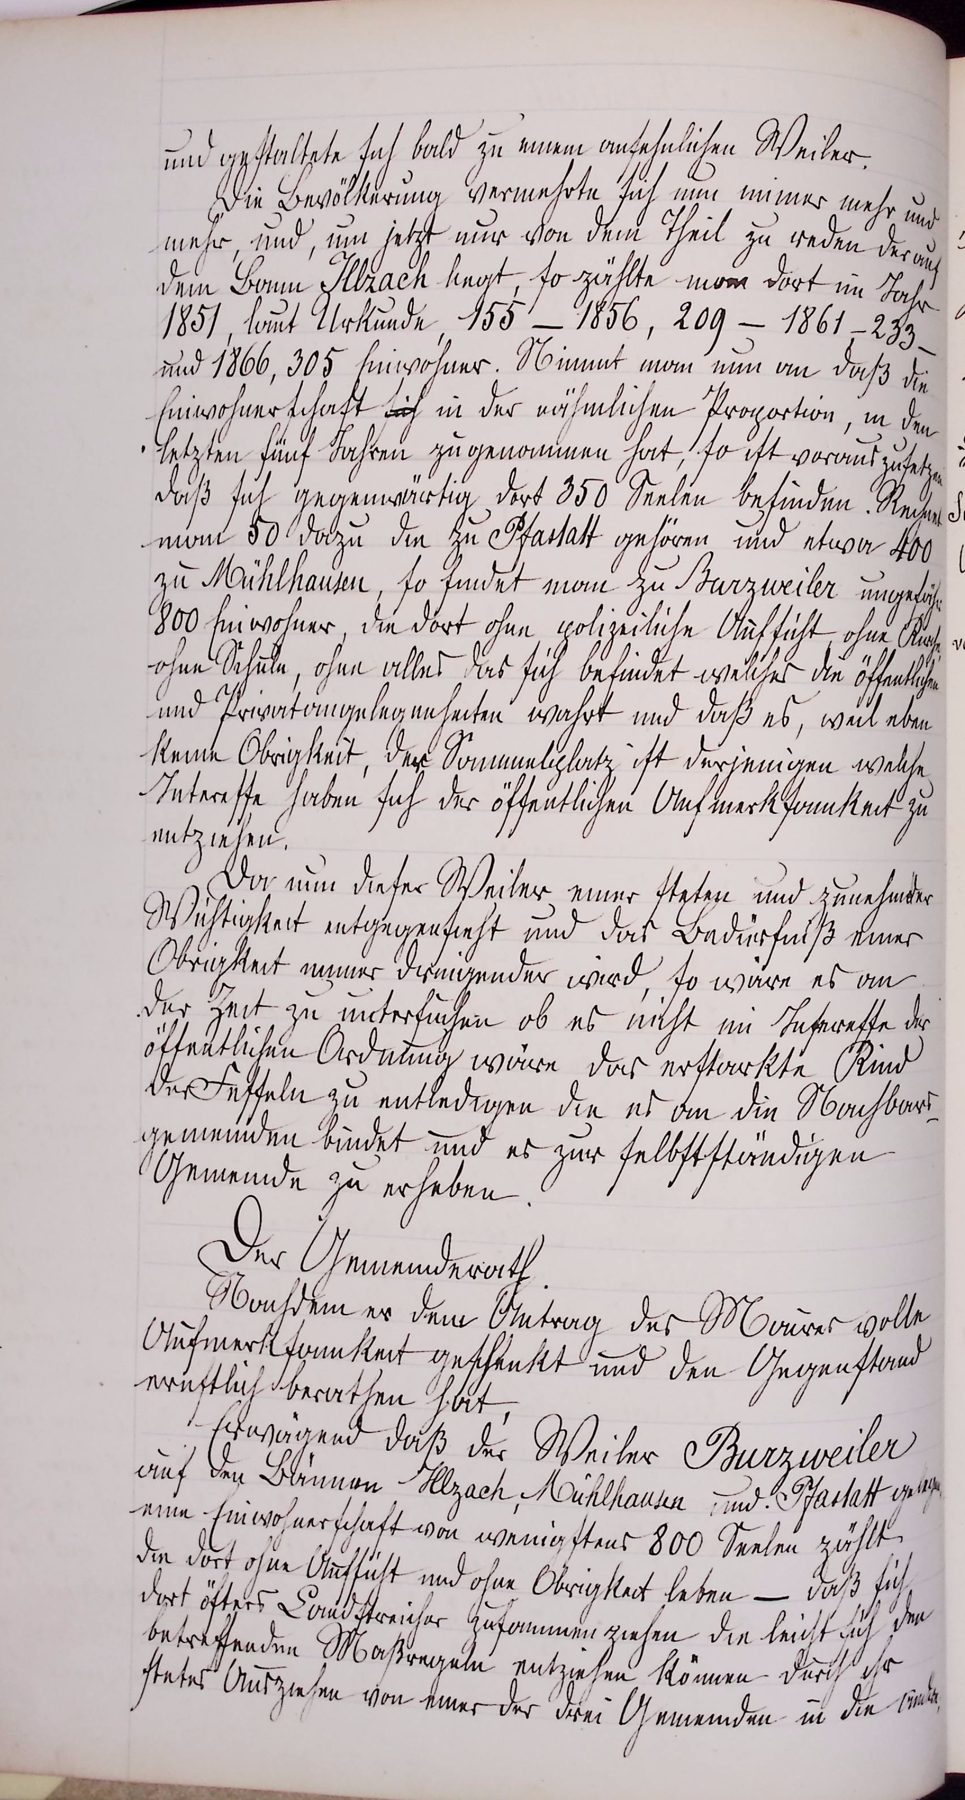 und gestaltete sich bald zu einem ansehnlichen Weiler.
Die Bevölkerung vermehrte sich nun immer mehr und
mehr, und, um jetzt nur von dem Theil zu reden der auf
dem Bann Illzach liegt, so zählte man dort im Jahr
1851, laut Urkunde, 155 – 1856, 209 – 1861 – 233 –
und 1866, 305 Einwohner. Nimmt man nun an daß die
Einwohnerschaft sich in der nähmlichen Proportion, in den
letzten fünf Jahren zugenommen hat, so ist vorauszusetzen
daß sich gegenwärtig dort 350 Seelen befinden. Rechnet
man 50 dazu die zu Pfastatt gehören und etwa 400
zu Mühlhausen, so findet man zu Burzweiler ungefähr
800 Einwohner, die dort ohne polizeiliche Aufsicht, ohne Kirche,
ohne Schule, ohne alles das sich befindet welches die öffentlichen
und Privatangelegenheiten wahrt und daß es, weil eben
keine Obrigkeit, der Sammelplatz ist derjenigen welche
Interesse haben sich der öffentlichen Aufmerksamkeit zu
entziehen.
Da nun dieser Weiler einer steten und zunehmder
Wichtigkeit entgegensieht und das Bedürfniß einer
Obrigkeit immer dringender wird, so wäre es an
der Zeit zu untersuchen ob es nicht im Interesse der
öffentlichen Ordnung wäre das erstarkte Kind
der Fesseln zu entledigen die es an die Nachbars-
gemeinden bindet und es zur selbstständigen
Gemeinde zu erheben.
Der Gemeinderath.
Nachdem er dem Antrag des Maires volle
Aufmerksamkeit geschenkt und den Gegenstand
ernstlich berathen hat,
Erwägend daß der Weiler Burzweiler
auf den Bännen Illzach, Mühlhausen und Pfastatt gelegen,
eine Einwohnerschaft von wenigstens 800 Seelen zählt
die dort ohne Aufsicht und ohne Obrigkeit leben – daß sich
dort öfters Landstreicher zusammen ziehen die leicht sich den
betreffenden Maßregeln entziehen können durch ihr
stetes Ausziehen von einer der drei Gemeinden in die andere,